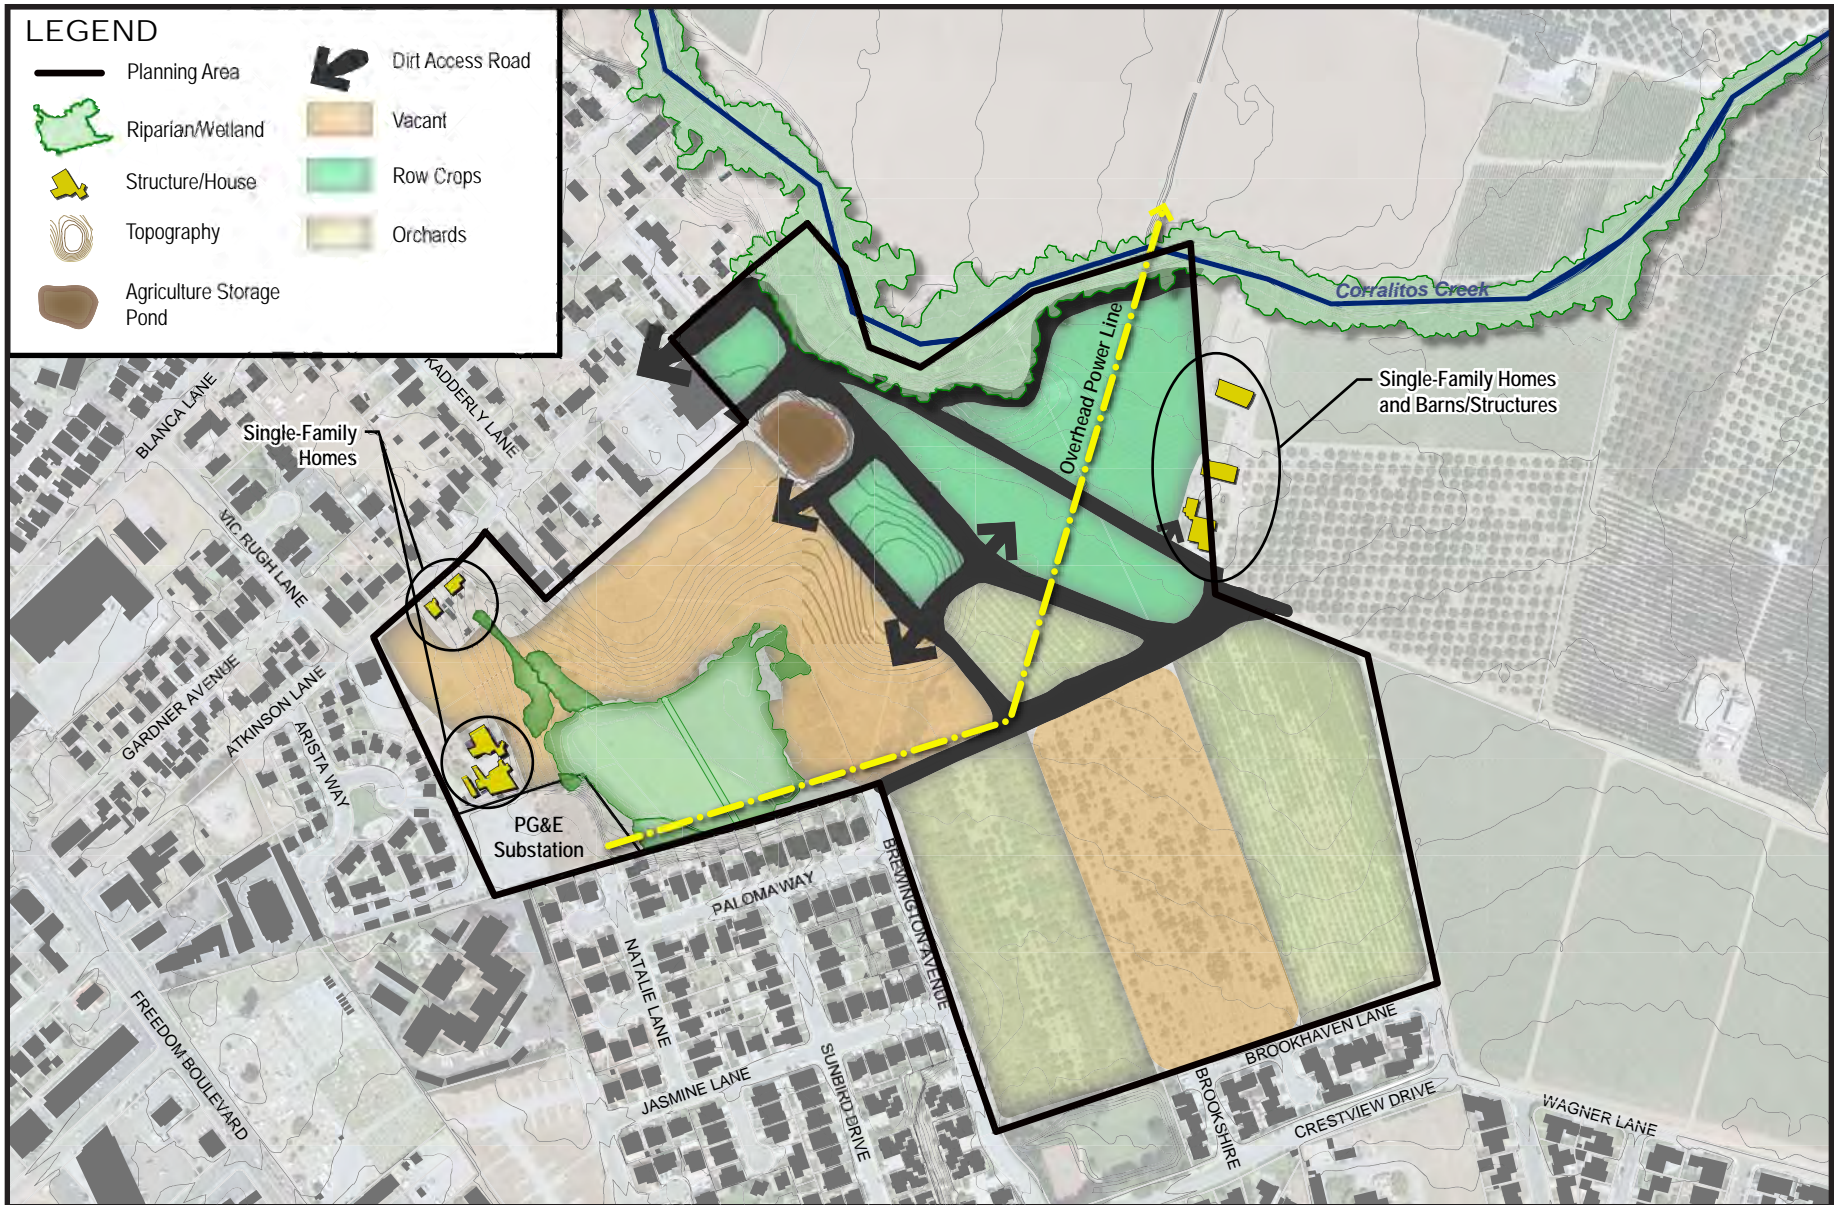 LEGEND
Planning Area
Riparian/Wetland
Structure/House
Topography
Agriculture Storage
Pond
Dirt Access Road
Vacant
Row Crops
Orchards
Corralitos Creek
Overhead Power Line
Single-Family Homes
and Barns/Structures
Single-Family
Homes
BLANCA LANE
KADDERLY LANE
VIC RUGH LANE
GARDNER AVENUE
ATKINSON LANE
ARISTA WAY
PG&E
Substation
PALOMA WAY
BREWINGTON AVENUE
NATALIE LANE
FREEDOM BOULEVARD
JASMINE LANE
SUNBIRD DRIVE
BROOKHAVEN LANE
BROOKSHIRE
CRESTVIEW DRIVE
WAGNER LANE